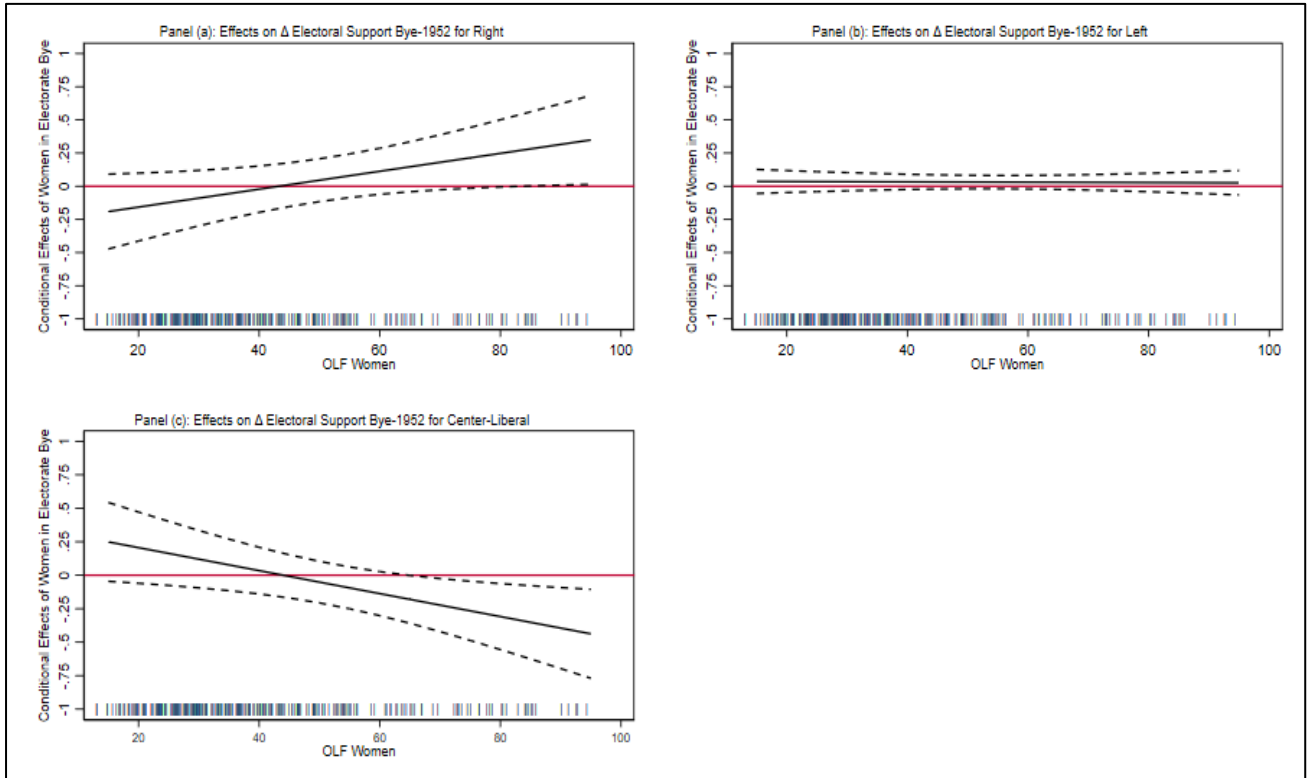 Panel (a): Effects on Δ Electoral Support Bye-1952 for Right
Conditional Effects of Women in Electorate Bye
1
.75
.5
.25
0
-.25
-.5
-.75
-1
20 40 60 80 100
OLF Women
Panel (b): Effects on Δ Electoral Support Bye-1952 for Left
Conditional Effects of Women in Electorate Bye
1
.75
.5
.25
0
-.25
-.5
-.75
-1
20 40 60 80 100
OLF Women
Panel (c): Effects on Δ Electoral Support Bye-1952 for Center-Liberal
Conditional Effects of Women in Electorate Bye
1
.75
.5
.25
0
-.25
-.5
-.75
-1
20 40 60 80 100
OLF Women